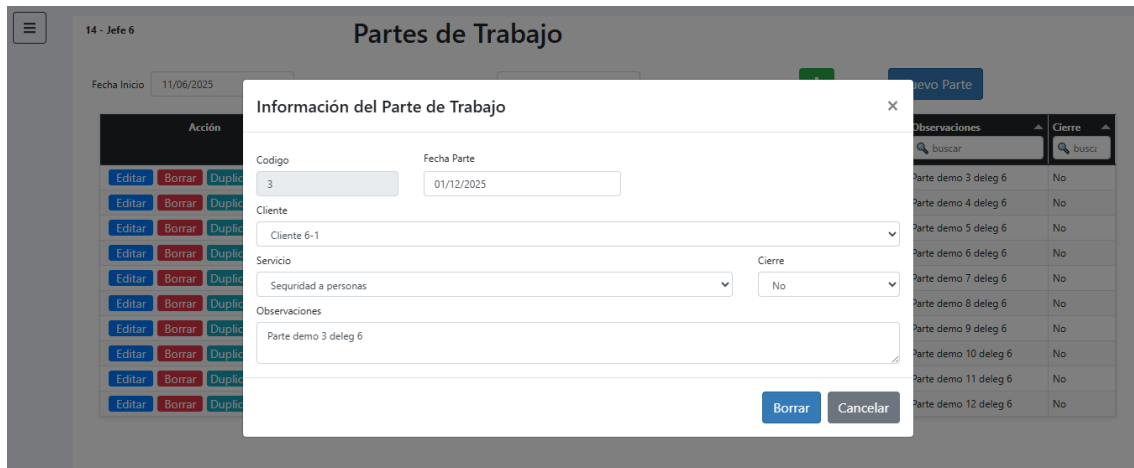 14 - Jefe 6
Partes de Trabajo
Fecha Inicio 11/06/2025
uevo Parte
Información del Parte de Trabajo ×
Codigo Fecha Parte
3 01/12/2025
Cliente
Cliente 6-1
Servicio Cierre
Seguridad a personas No
Observaciones
Parte demo 3 deleg 6
Borrar Cancelar
Acción Observaciones Cierre
buscar busca
Editar Borrar Duplic Parte demo 3 deleg 6 No
Editar Borrar Duplic Parte demo 4 deleg 6 No
Editar Borrar Duplic Parte demo 5 deleg 6 No
Editar Borrar Duplic Parte demo 6 deleg 6 No
Editar Borrar Duplic Parte demo 7 deleg 6 No
Editar Borrar Duplic Parte demo 8 deleg 6 No
Editar Borrar Duplic Parte demo 9 deleg 6 No
Editar Borrar Duplic Parte demo 10 deleg 6 No
Editar Borrar Duplic Parte demo 11 deleg 6 No
Editar Borrar Duplic Parte demo 12 deleg 6 No